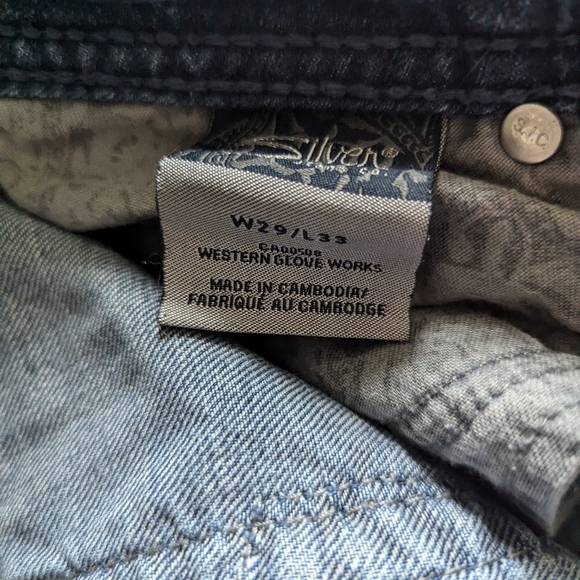 Silver®
W29/L33
CA00508
WESTERN GLOVE WORKS
MADE IN CAMBODIA/
FABRIQUÉ AU CAMBODGE
S.J.C.